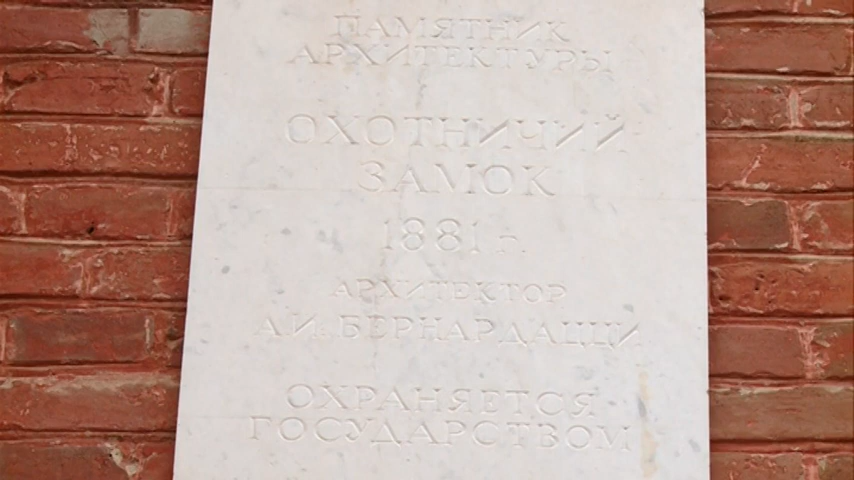 ПАМЯТНИК
АРХИТЕКТУРЫ
ОХОТНИЧИЙ
ЗАМОК
1881 г.
АРХИТЕКТОР
А.И. БЕРНАРДАЦЦИ
ОХРАНЯЕТСЯ
ГОСУДАРСТВОМ